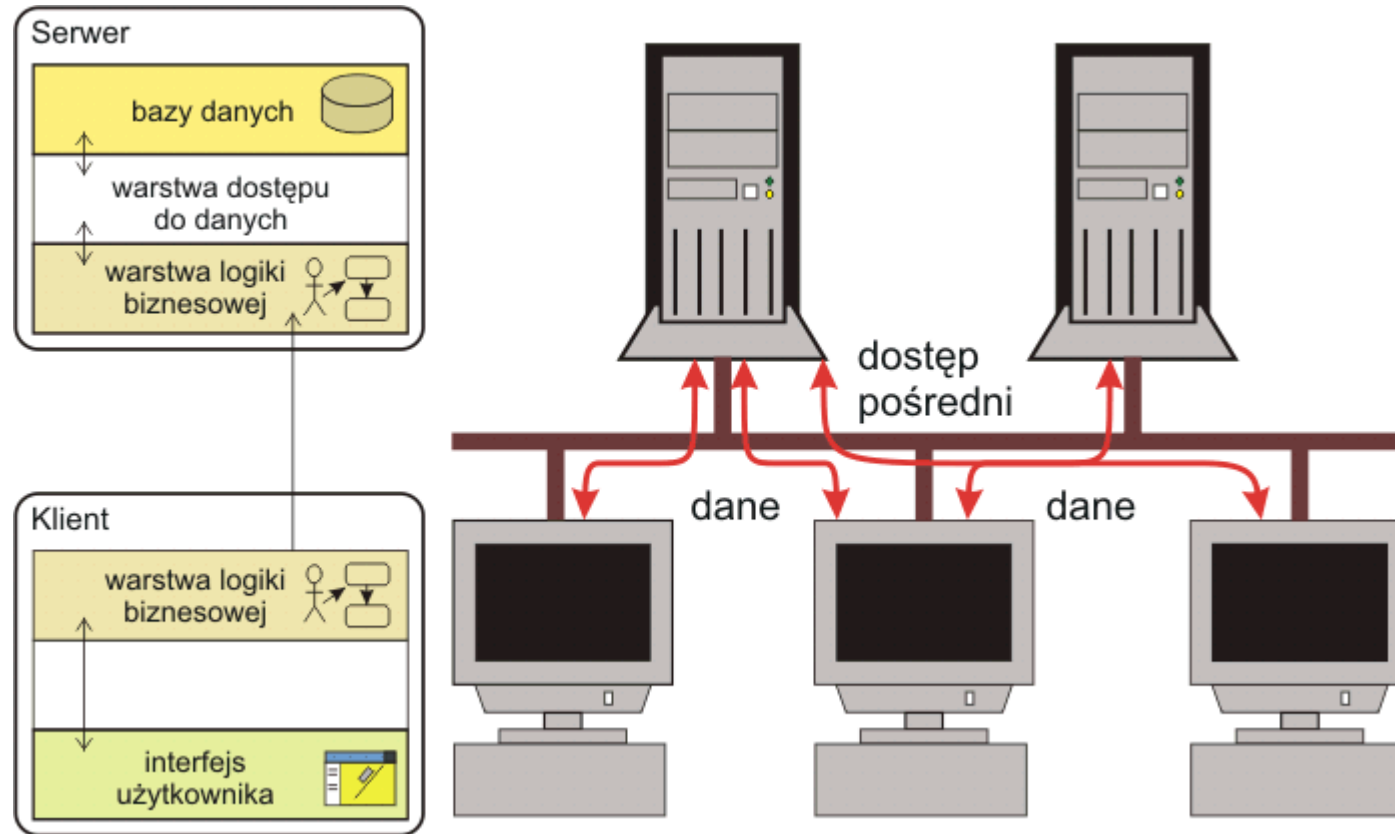 Serwer
bazy danych
warstwa dostępu
do danych
warstwa logiki
biznesowej
Klient
warstwa logiki
biznesowej
interfejs
użytkownika
dostęp
pośredni
dane
dane